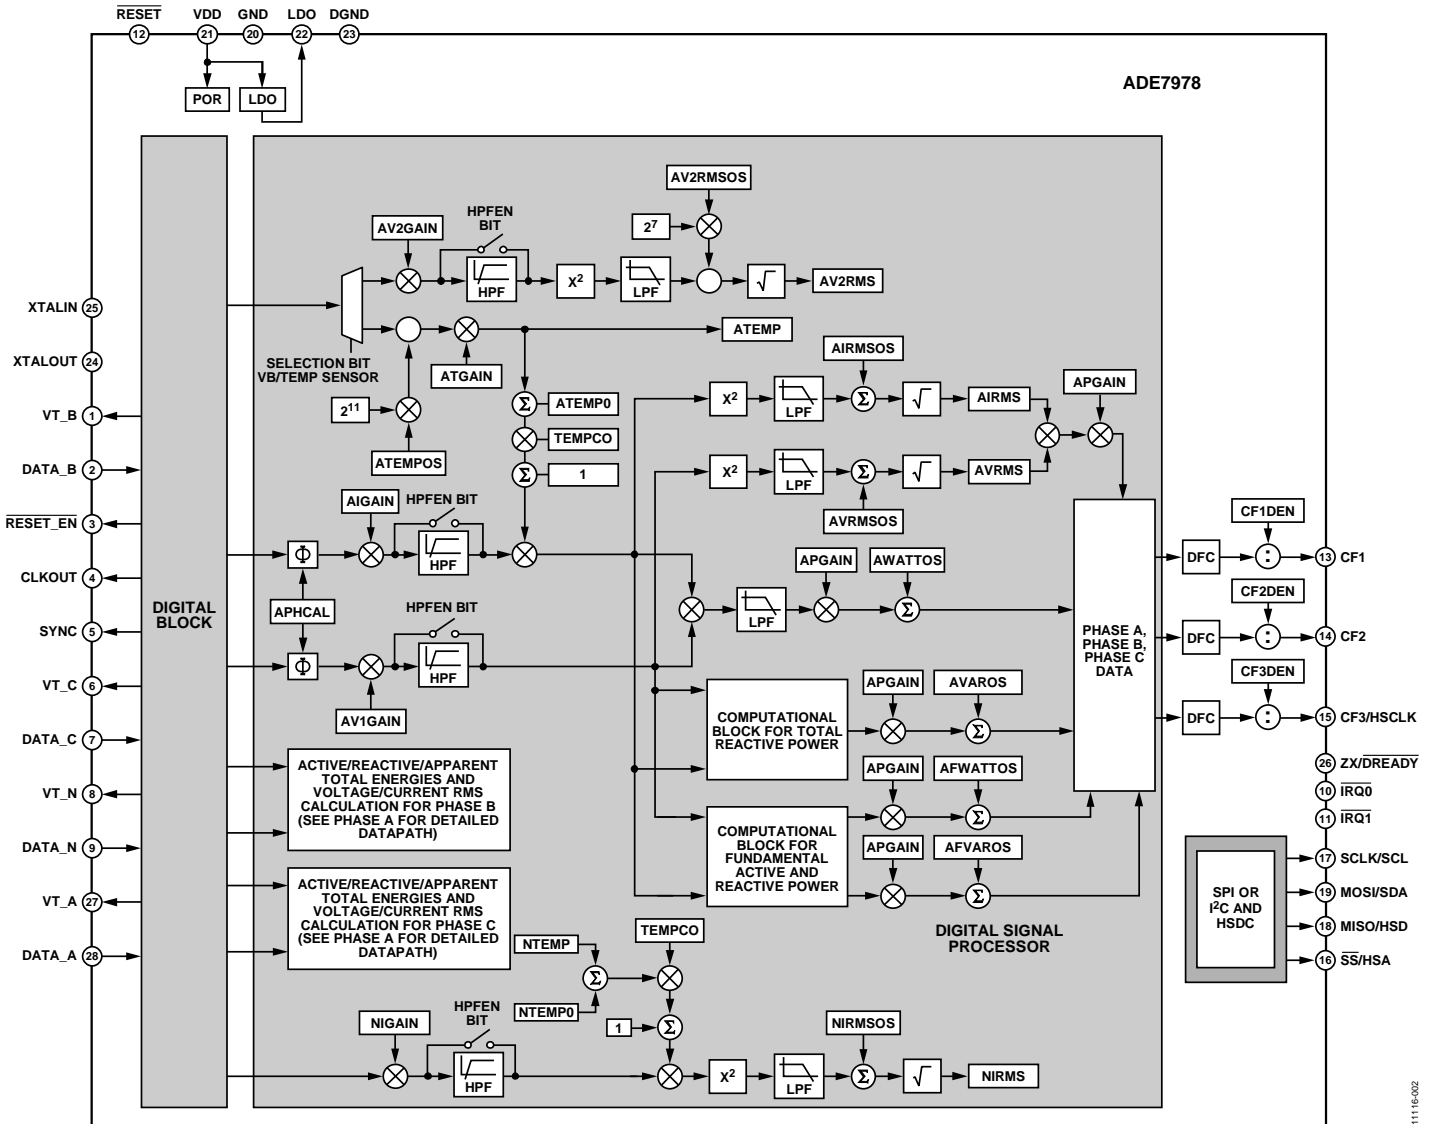 RESET VDD GND LDO DGND
12 21 20 22 23
POR LDO
ADE7978
AV2RMSOS
HPFEN
BIT
AV2GAIN
2⁷
HPF
X²
LPF
√
AV2RMS
XTALIN 25
XTALOUT 24
VT_B 1
DATA_B 2
RESET_EN 3
CLKOUT 4
SYNC 5
VT_C 6
DATA_C 7
VT_N 8
DATA_N 9
VT_A 27
DATA_A 28
DIGITAL
BLOCK
SELECTION BIT
VB/TEMP SENSOR
ATEMP
ATGAIN
2¹¹
ATEMPOS
Σ ATEMP0
TEMPCO
Σ 1
AIRMSOS
X²
LPF
Σ
√
AIRMS
APGAIN
X²
LPF
Σ
√
AVRMS
AVRMSOS
AIGAIN
HPFEN BIT
Φ
HPF
APHCAL
HPFEN BIT
Φ
HPF
AV1GAIN
APGAIN AWATTOS
LPF
Σ
PHASE A,
PHASE B,
PHASE C
DATA
APGAIN AVAROS
COMPUTATIONAL
BLOCK FOR TOTAL
REACTIVE POWER
Σ
APGAIN AFWATTOS
Σ
COMPUTATIONAL
BLOCK FOR
FUNDAMENTAL
ACTIVE AND
REACTIVE POWER
APGAIN AFVAROS
Σ
ACTIVE/REACTIVE/APPARENT
TOTAL ENERGIES AND
VOLTAGE/CURRENT RMS
CALCULATION FOR PHASE B
(SEE PHASE A FOR DETAILED
DATAPATH)
ACTIVE/REACTIVE/APPARENT
TOTAL ENERGIES AND
VOLTAGE/CURRENT RMS
CALCULATION FOR PHASE C
(SEE PHASE A FOR DETAILED
DATAPATH)
DIGITAL SIGNAL
PROCESSOR
TEMPCO
NTEMP
Σ
NTEMP0
1 Σ
NIGAIN
HPFEN
BIT
HPF
X²
LPF
NIRMSOS
Σ
√
NIRMS
CF1DEN
DFC : 13 CF1
CF2DEN
DFC : 14 CF2
CF3DEN
DFC : 15 CF3/HSCLK
26 ZX/DREADY
10 IRQ0
11 IRQ1
SPI OR
I²C AND
HSDC
17 SCLK/SCL
19 MOSI/SDA
18 MISO/HSD
16 SS/HSA
11116-002